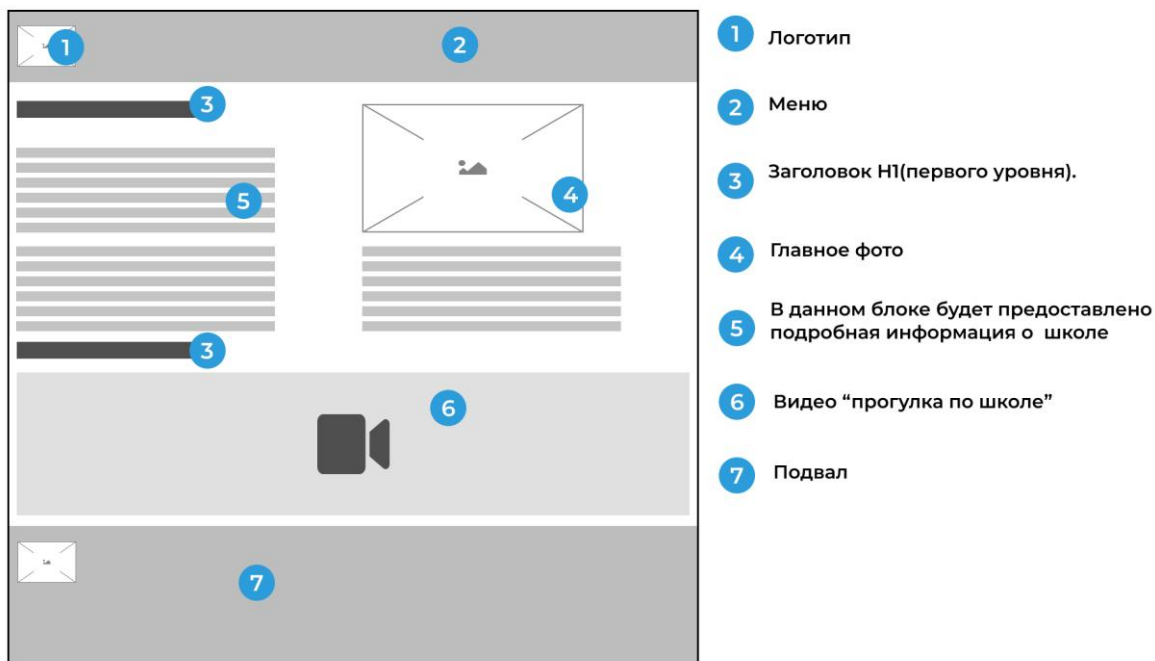 1
2
3
4
5
3
6
7
1 Логотип
2 Меню
3 Заголовок H1(первого уровня).
4 Главное фото
5 В данном блоке будет предоставлено
подробная информация о школе
6 Видео “прогулка по школе”
7 Подвал